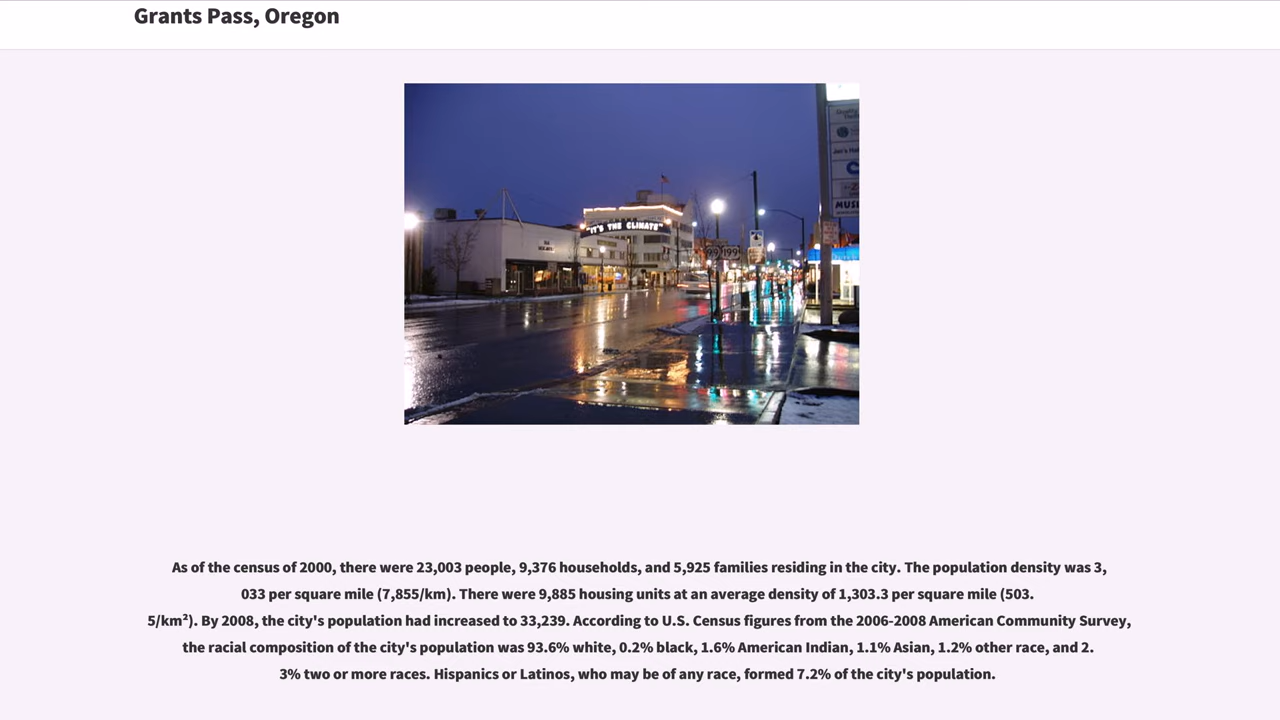 Grants Pass, Oregon
"IT'S THE CLIMATE"
As of the census of 2000, there were 23,003 people, 9,376 households, and 5,925 families residing in the city. The population density was 3,
033 per square mile (7,855/km). There were 9,885 housing units at an average density of 1,303.3 per square mile (503.
5/km²). By 2008, the city's population had increased to 33,239. According to U.S. Census figures from the 2006-2008 American Community Survey,
the racial composition of the city's population was 93.6% white, 0.2% black, 1.6% American Indian, 1.1% Asian, 1.2% other race, and 2.
3% two or more races. Hispanics or Latinos, who may be of any race, formed 7.2% of the city's population.